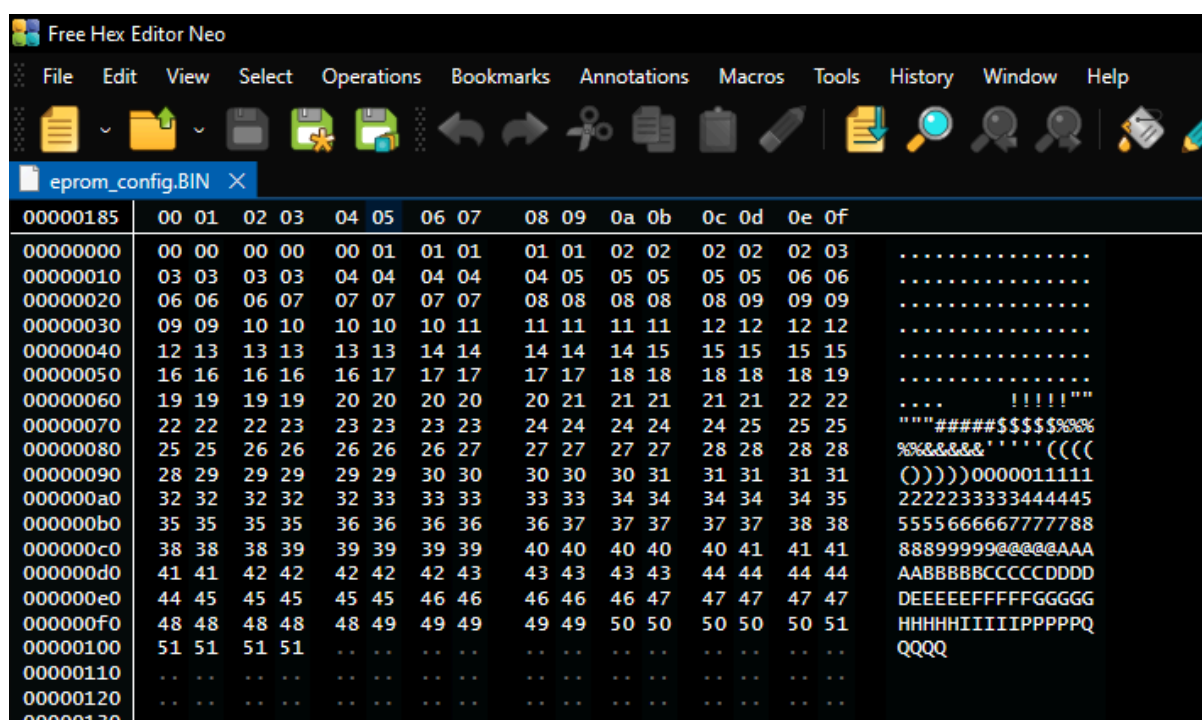 Free Hex Editor Neo
File Edit View Select Operations Bookmarks Annotations Macros Tools History Window Help
eprom_config.BIN
00000185 00 01 02 03 04 05 06 07 08 09 0a 0b 0c 0d 0e 0f
00000000 00 00 00 00 00 01 01 01 01 01 02 02 02 02 02 03 ................
00000010 03 03 03 03 04 04 04 04 04 05 05 05 05 05 06 06 ................
00000020 06 06 06 07 07 07 07 07 08 08 08 08 08 09 09 09 ................
00000030 09 09 10 10 10 10 10 11 11 11 11 11 12 12 12 12 ................
00000040 12 13 13 13 13 13 14 14 14 14 14 15 15 15 15 15 ................
00000050 16 16 16 16 16 17 17 17 17 17 18 18 18 18 18 19 ................
00000060 19 19 19 19 20 20 20 20 20 21 21 21 21 21 22 22 ....     !!!!!""
00000070 22 22 22 23 23 23 23 23 24 24 24 24 24 25 25 25 """#####$$$$$%%%
00000080 25 25 26 26 26 26 26 27 27 27 27 27 28 28 28 28 %%&&&&&'''''((((
00000090 28 29 29 29 29 29 30 30 30 30 30 31 31 31 31 31 ()))))0000011111
000000a0 32 32 32 32 32 33 33 33 33 33 34 34 34 34 34 35 2222233333444445
000000b0 35 35 35 35 36 36 36 36 36 37 37 37 37 37 38 38 5555666667777788
000000c0 38 38 38 39 39 39 39 39 40 40 40 40 40 41 41 41 88899999@@@@@AAA
000000d0 41 41 42 42 42 42 42 43 43 43 43 43 44 44 44 44 AABBBBBCCCCCDDDD
000000e0 44 45 45 45 45 45 46 46 46 46 46 47 47 47 47 47 DEEEEEFFFFFGGGGG
000000f0 48 48 48 48 48 49 49 49 49 49 50 50 50 50 50 51 HHHHHIIIIIPPPPPQ
00000100 51 51 51 51 .. .. .. .. .. .. .. .. .. .. .. .. QQQQ
00000110 .. .. .. .. .. .. .. .. .. .. .. .. .. .. .. ..
00000120 .. .. .. .. .. .. .. .. .. .. .. .. .. .. .. ..